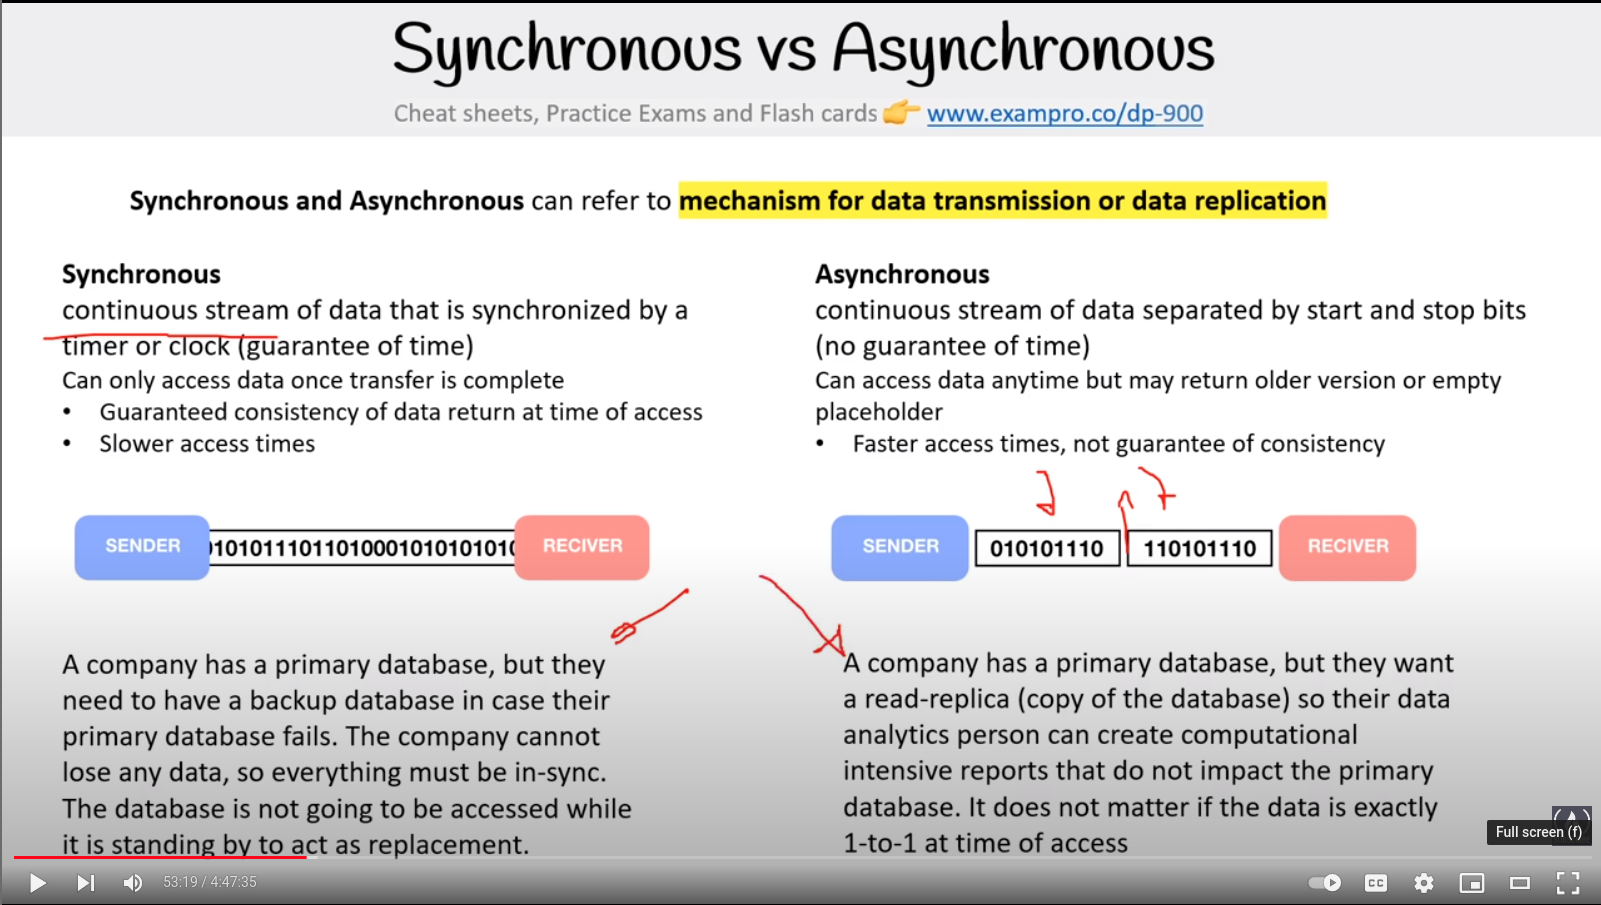 Synchronous vs Asynchronous
Cheat sheets, Practice Exams and Flash cards 👉 www.exampro.co/dp-900
Synchronous and Asynchronous can refer to mechanism for data transmission or data replication
Synchronous
continuous stream of data that is synchronized by a
timer or clock (guarantee of time)
Can only access data once transfer is complete
• Guaranteed consistency of data return at time of access
• Slower access times
SENDER
1010111011010001010101010
RECIVER
A company has a primary database, but they
need to have a backup database in case their
primary database fails. The company cannot
lose any data, so everything must be in-sync.
The database is not going to be accessed while
it is standing by to act as replacement.
Asynchronous
continuous stream of data separated by start and stop bits
(no guarantee of time)
Can access data anytime but may return older version or empty
placeholder
• Faster access times, not guarantee of consistency
SENDER
010101110
110101110
RECIVER
A company has a primary database, but they want
a read-replica (copy of the database) so their data
analytics person can create computational
intensive reports that do not impact the primary
database. It does not matter if the data is exactly
1-to-1 at time of access
Full screen (f)
53:19 / 4:47:35
CC